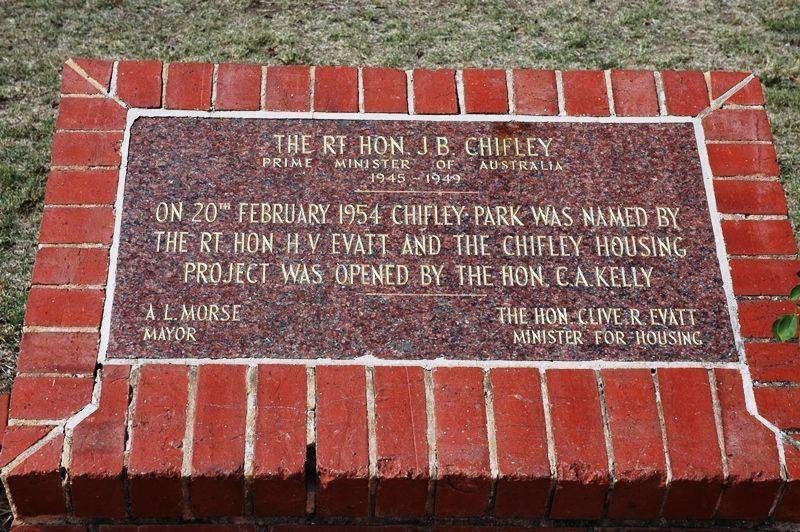 THE RT HON. J.B. CHIFLEY
PRIME MINISTER OF AUSTRALIA
1945-1949
ON 20TH FEBRUARY 1954 CHIFLEY PARK WAS NAMED BY
THE RT HON H V EVATT AND THE CHIFLEY HOUSING
PROJECT WAS OPENED BY THE HON. C.A. KELLY
A.L. MORSE
MAYOR
THE HON. CLIVE. R. EVATT
MINISTER FOR HOUSING